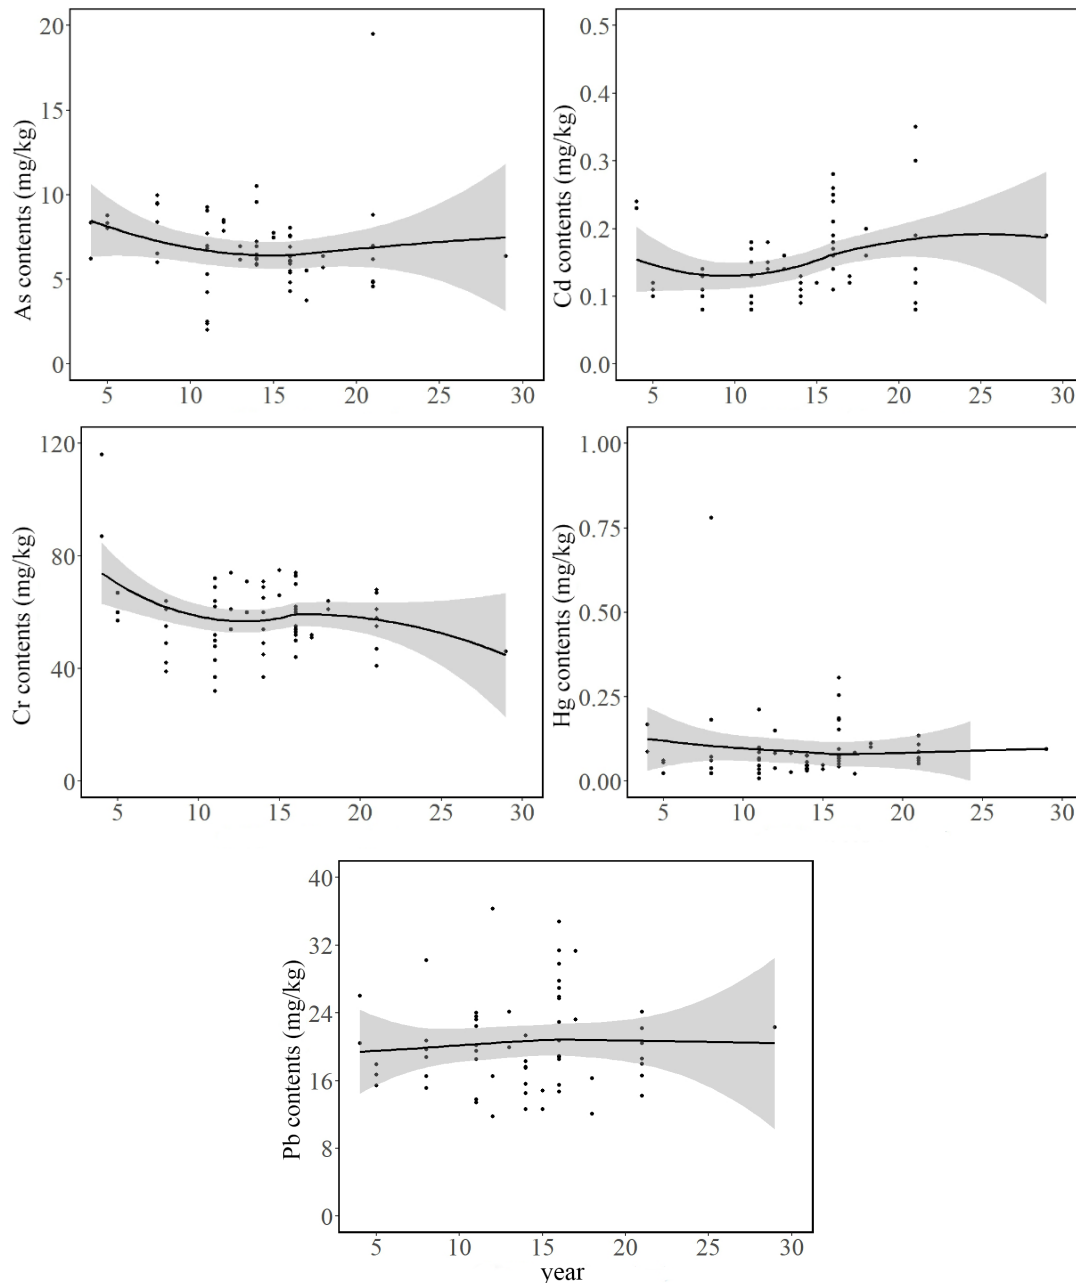 As contents (mg/kg)
20
15
10
5
0
5 10 15 20 25 30
Cd contents (mg/kg)
0.5
0.4
0.3
0.2
0.1
0.0
5 10 15 20 25 30
Cr contents (mg/kg)
120
80
40
0
5 10 15 20 25 30
Hg contents (mg/kg)
1.00
0.75
0.50
0.25
0.00
5 10 15 20 25 30
Pb contents (mg/kg)
40
32
24
16
8
0
5 10 15 20 25 30
year